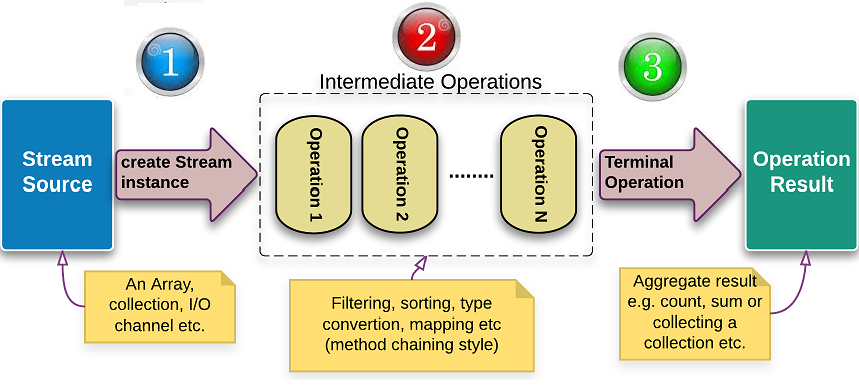 1
2
3
Intermediate Operations
Stream
Source
create Stream
instance
Operation 1
Operation 2
........
Operation N
Terminal
Operation
Operation
Result
An Array,
collection, I/O
channel etc.
Filtering, sorting, type
convertion, mapping etc
(method chaining style)
Aggregate result
e.g. count, sum or
collecting a
collection etc.